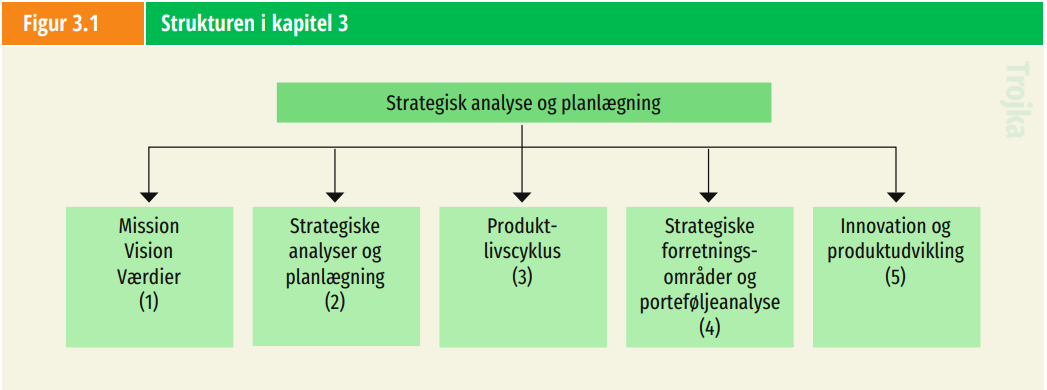 Figur 3.1
Strukturen i kapitel 3
Trojka
Strategisk analyse og planlægning
Mission
Vision
Værdier
(1)
Strategiske
analyser og
planlægning
(2)
Produkt-
livscyklus
(3)
Strategiske
forretnings-
områder og
porteføljeanalyse
(4)
Innovation og
produktudvikling
(5)